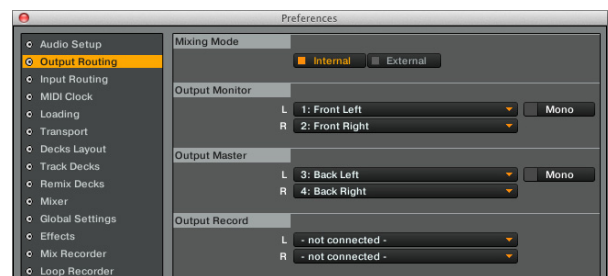 Preferences
Audio Setup
Output Routing
Input Routing
MIDI Clock
Loading
Transport
Decks Layout
Track Decks
Remix Decks
Mixer
Global Settings
Effects
Mix Recorder
Loop Recorder
Mixing Mode
Internal External
Output Monitor
L 1: Front Left Mono
R 2: Front Right
Output Master
L 3: Back Left Mono
R 4: Back Right
Output Record
L - not connected -
R - not connected -